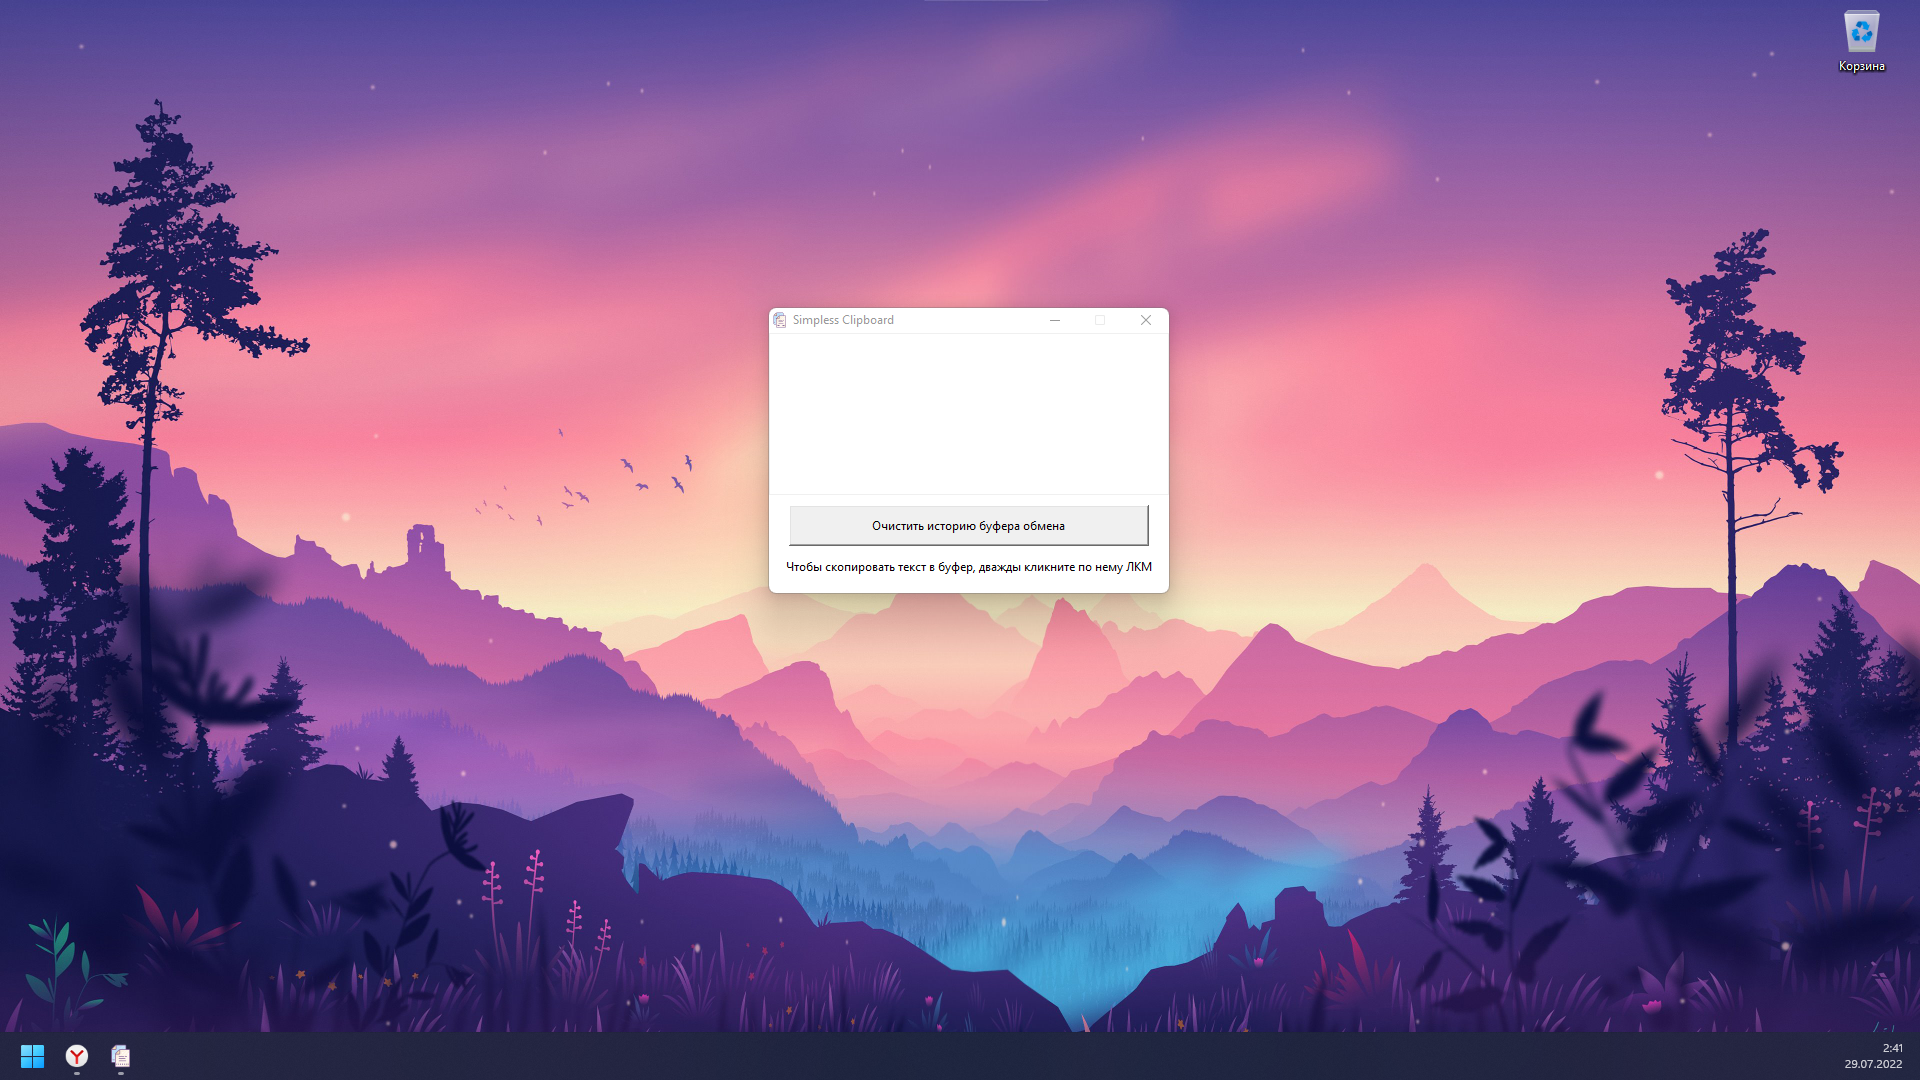 Корзина
Simpless Clipboard
Очистить историю буфера обмена
Чтобы скопировать текст в буфер, дважды кликните по нему ЛКМ
2:41
29.07.2022